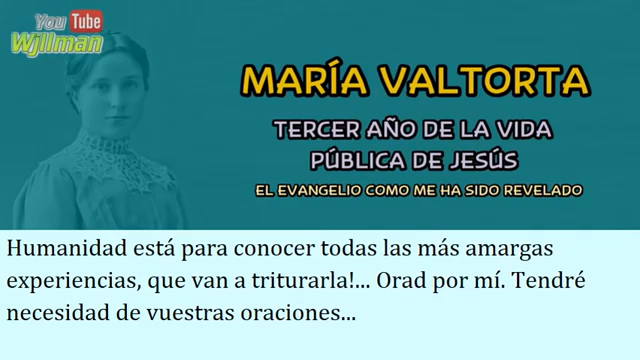 You Tube
Wjllman
MARÍA VALTORTA
TERCER AÑO DE LA VIDA
PÚBLICA DE JESÚS
EL EVANGELIO COMO ME HA SIDO REVELADO
Humanidad está para conocer todas las más amargas
experiencias, que van a triturarla!... Orad por mí. Tendré
necesidad de vuestras oraciones...